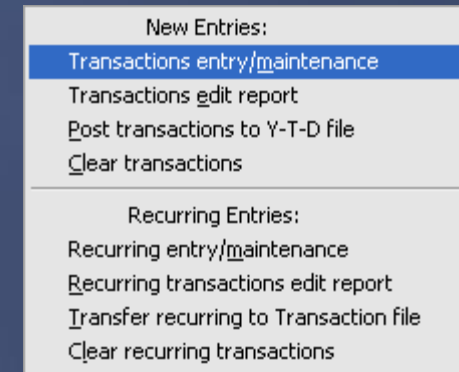 New Entries:
Transactions entry/maintenance
Transactions edit report
Post transactions to Y-T-D file
Clear transactions
Recurring Entries:
Recurring entry/maintenance
Recurring transactions edit report
Transfer recurring to Transaction file
Clear recurring transactions